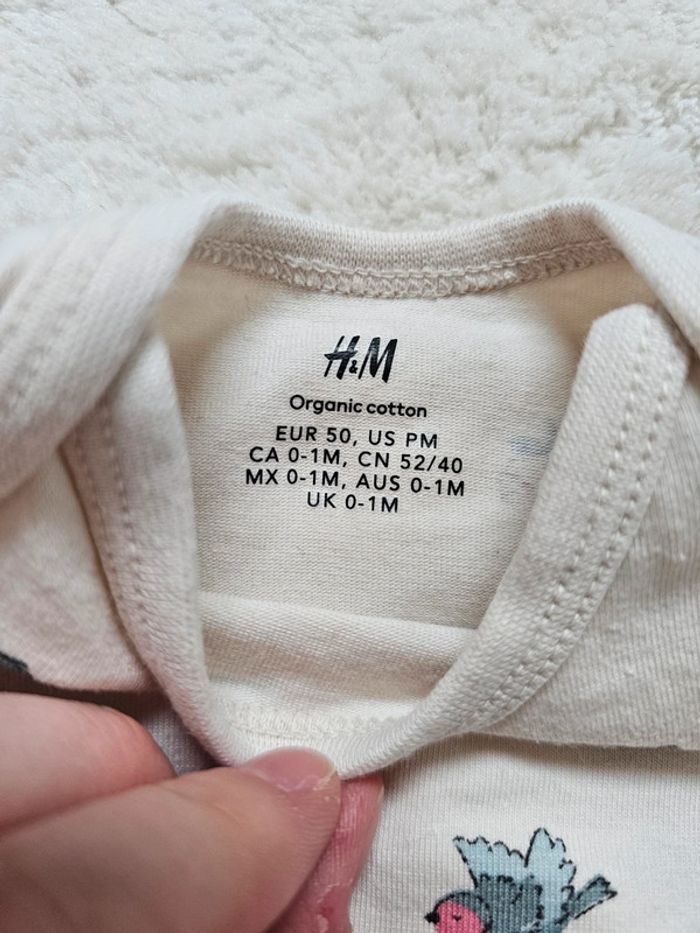 H&M
Organic cotton
EUR 50, US PM
CA 0-1M, CN 52/40
MX 0-1M, AUS 0-1M
UK 0-1M